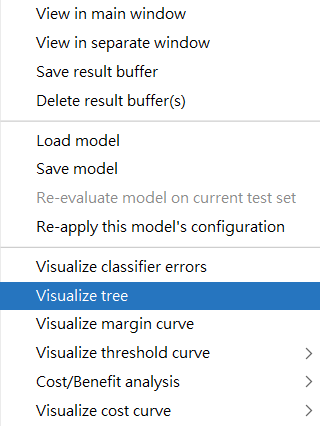 View in main window
View in separate window
Save result buffer
Delete result buffer(s)
Load model
Save model
Re-evaluate model on current test set
Re-apply this model's configuration
Visualize classifier errors
Visualize tree
Visualize margin curve
Visualize threshold curve
Cost/Benefit analysis
Visualize cost curve